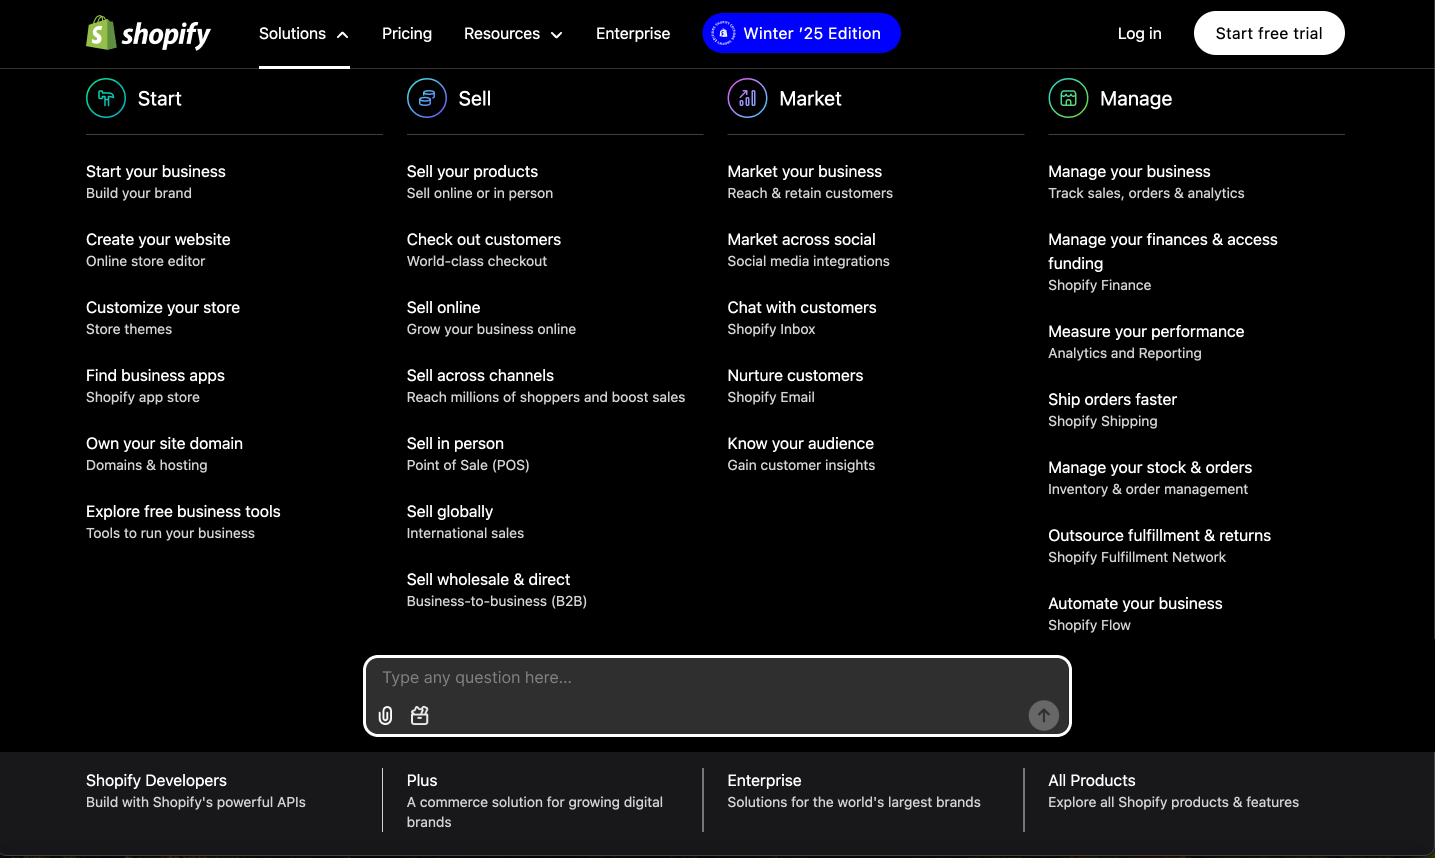 shopify
Solutions
Pricing
Resources
Enterprise
Winter '25 Edition
Log in
Start free trial
Start
Start your business
Build your brand
Create your website
Online store editor
Customize your store
Store themes
Find business apps
Shopify app store
Own your site domain
Domains & hosting
Explore free business tools
Tools to run your business
Sell
Sell your products
Sell online or in person
Check out customers
World-class checkout
Sell online
Grow your business online
Sell across channels
Reach millions of shoppers and boost sales
Sell in person
Point of Sale (POS)
Sell globally
International sales
Sell wholesale & direct
Business-to-business (B2B)
Market
Market your business
Reach & retain customers
Market across social
Social media integrations
Chat with customers
Shopify Inbox
Nurture customers
Shopify Email
Know your audience
Gain customer insights
Manage
Manage your business
Track sales, orders & analytics
Manage your finances & access
funding
Shopify Finance
Measure your performance
Analytics and Reporting
Ship orders faster
Shopify Shipping
Manage your stock & orders
Inventory & order management
Outsource fulfillment & returns
Shopify Fulfillment Network
Automate your business
Shopify Flow
Type any question here...
Shopify Developers
Build with Shopify's powerful APIs
Plus
A commerce solution for growing digital
brands
Enterprise
Solutions for the world's largest brands
All Products
Explore all Shopify products & features